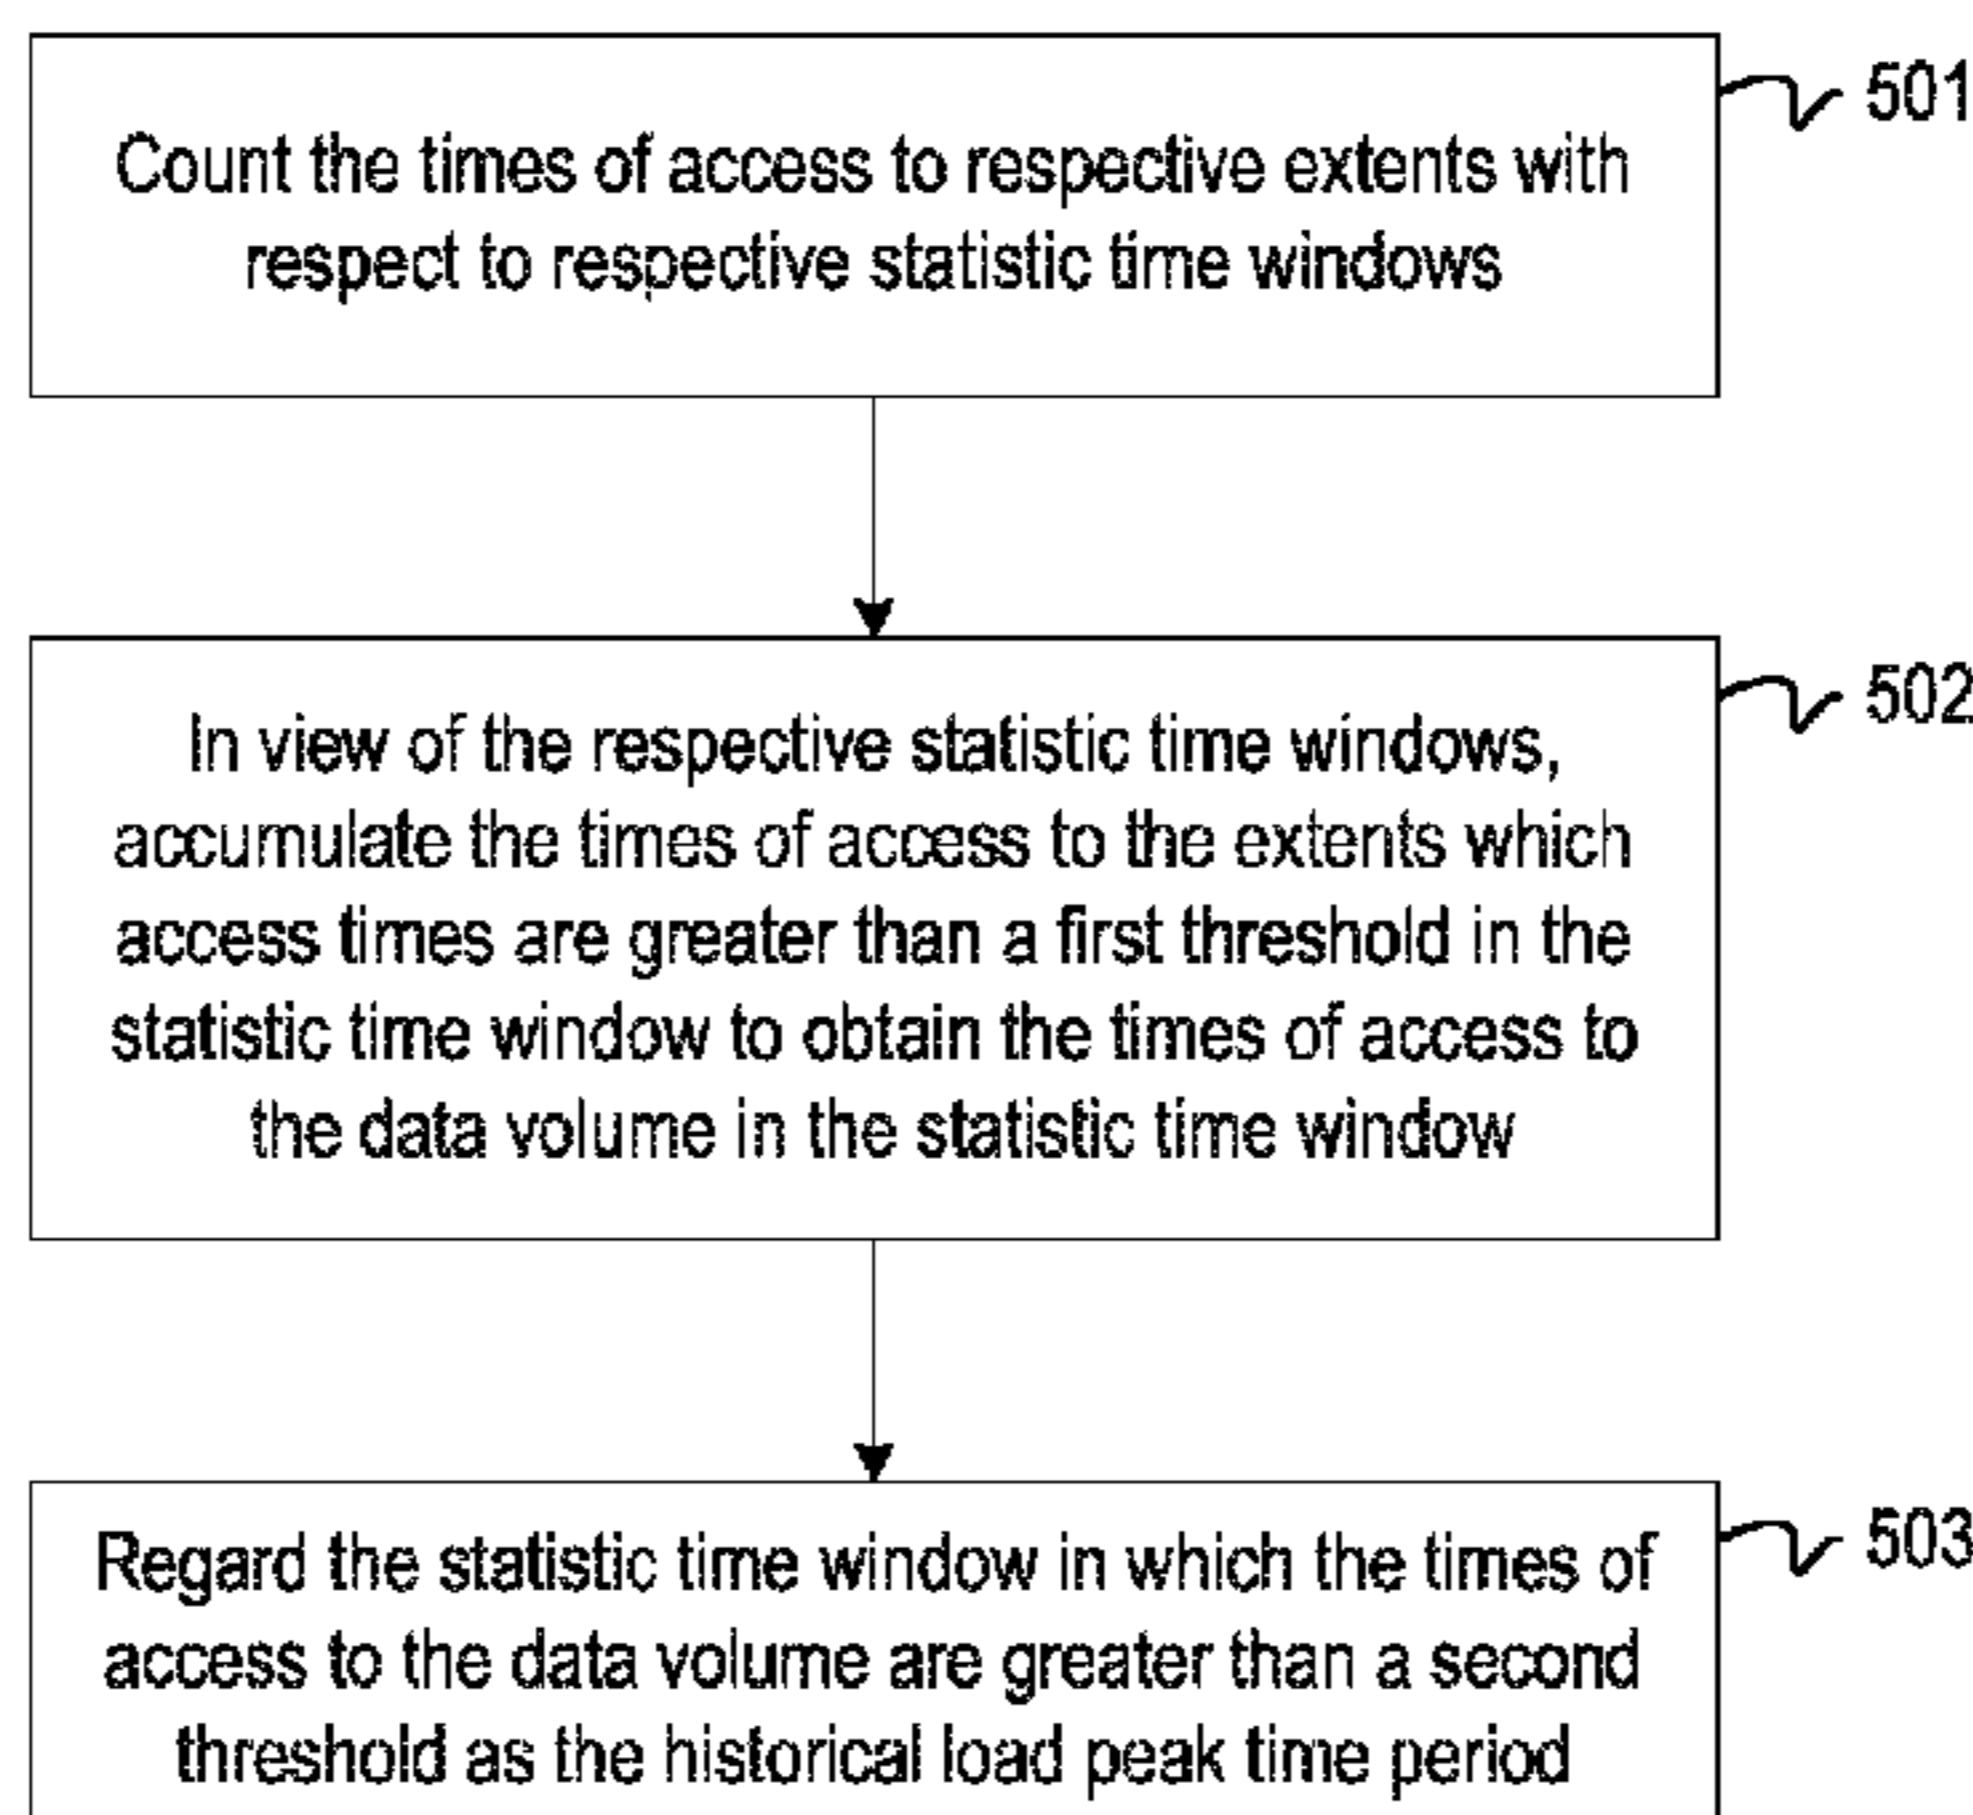 501
Count the times of access to respective extents with
respect to respective statistic time windows
502
In view of the respective statistic time windows,
accumulate the times of access to the extents which
access times are greater than a first threshold in the
statistic time window to obtain the times of access to
the data volume in the statistic time window
503
Regard the statistic time window in which the times of
access to the data volume are greater than a second
threshold as the historical load peak time period